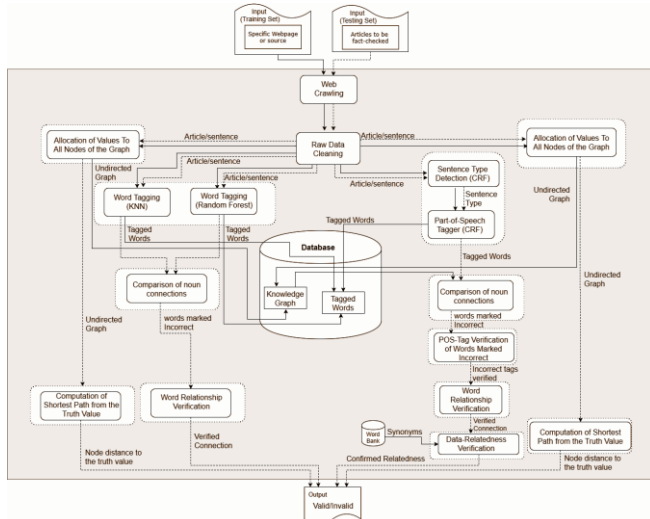 Input
(Training Set)
Specific Webpage
or source
Input
(Testing Set)
Articles to be
fact-checked
Web
Crawling
Raw Data
Cleaning
Article/sentence
Article/sentence
Article/sentence
Article/sentence
Article/sentence
Allocation of Values To
All Nodes of the Graph
Allocation of Values To
All Nodes of the Graph
Undirected
Graph
Undirected
Graph
Word Tagging
(KNN)
Word Tagging
(Random Forest)
Sentence Type
Detection (CRF)
Sentence
Type
Part-of-Speech
Tagger (CRF)
Tagged
Words
Tagged
Words
Tagged Words
Tagged Words
Database
Knowledge
Graph
Tagged
Words
Comparison of noun
connections
Comparison of noun
connections
Undirected
Graph
Undirected
Graph
words marked
Incorrect
words marked
Incorrect
POS-Tag Verification
of Words Marked
Incorrect
Incorrect tags
verified
Computation of
Shortest Path from the
Truth Value
Word Relationship
Verification
Word
Relationship
Verification
Verified
Connection
Verified
Connection
Word
Bank
Synonyms
Data-Relatedness
Verification
Computation of Shortest
Path from the Truth Value
Node distance to
the truth value
Confirmed Relatedness
Node distance to
the truth value
Output
Valid/Invalid